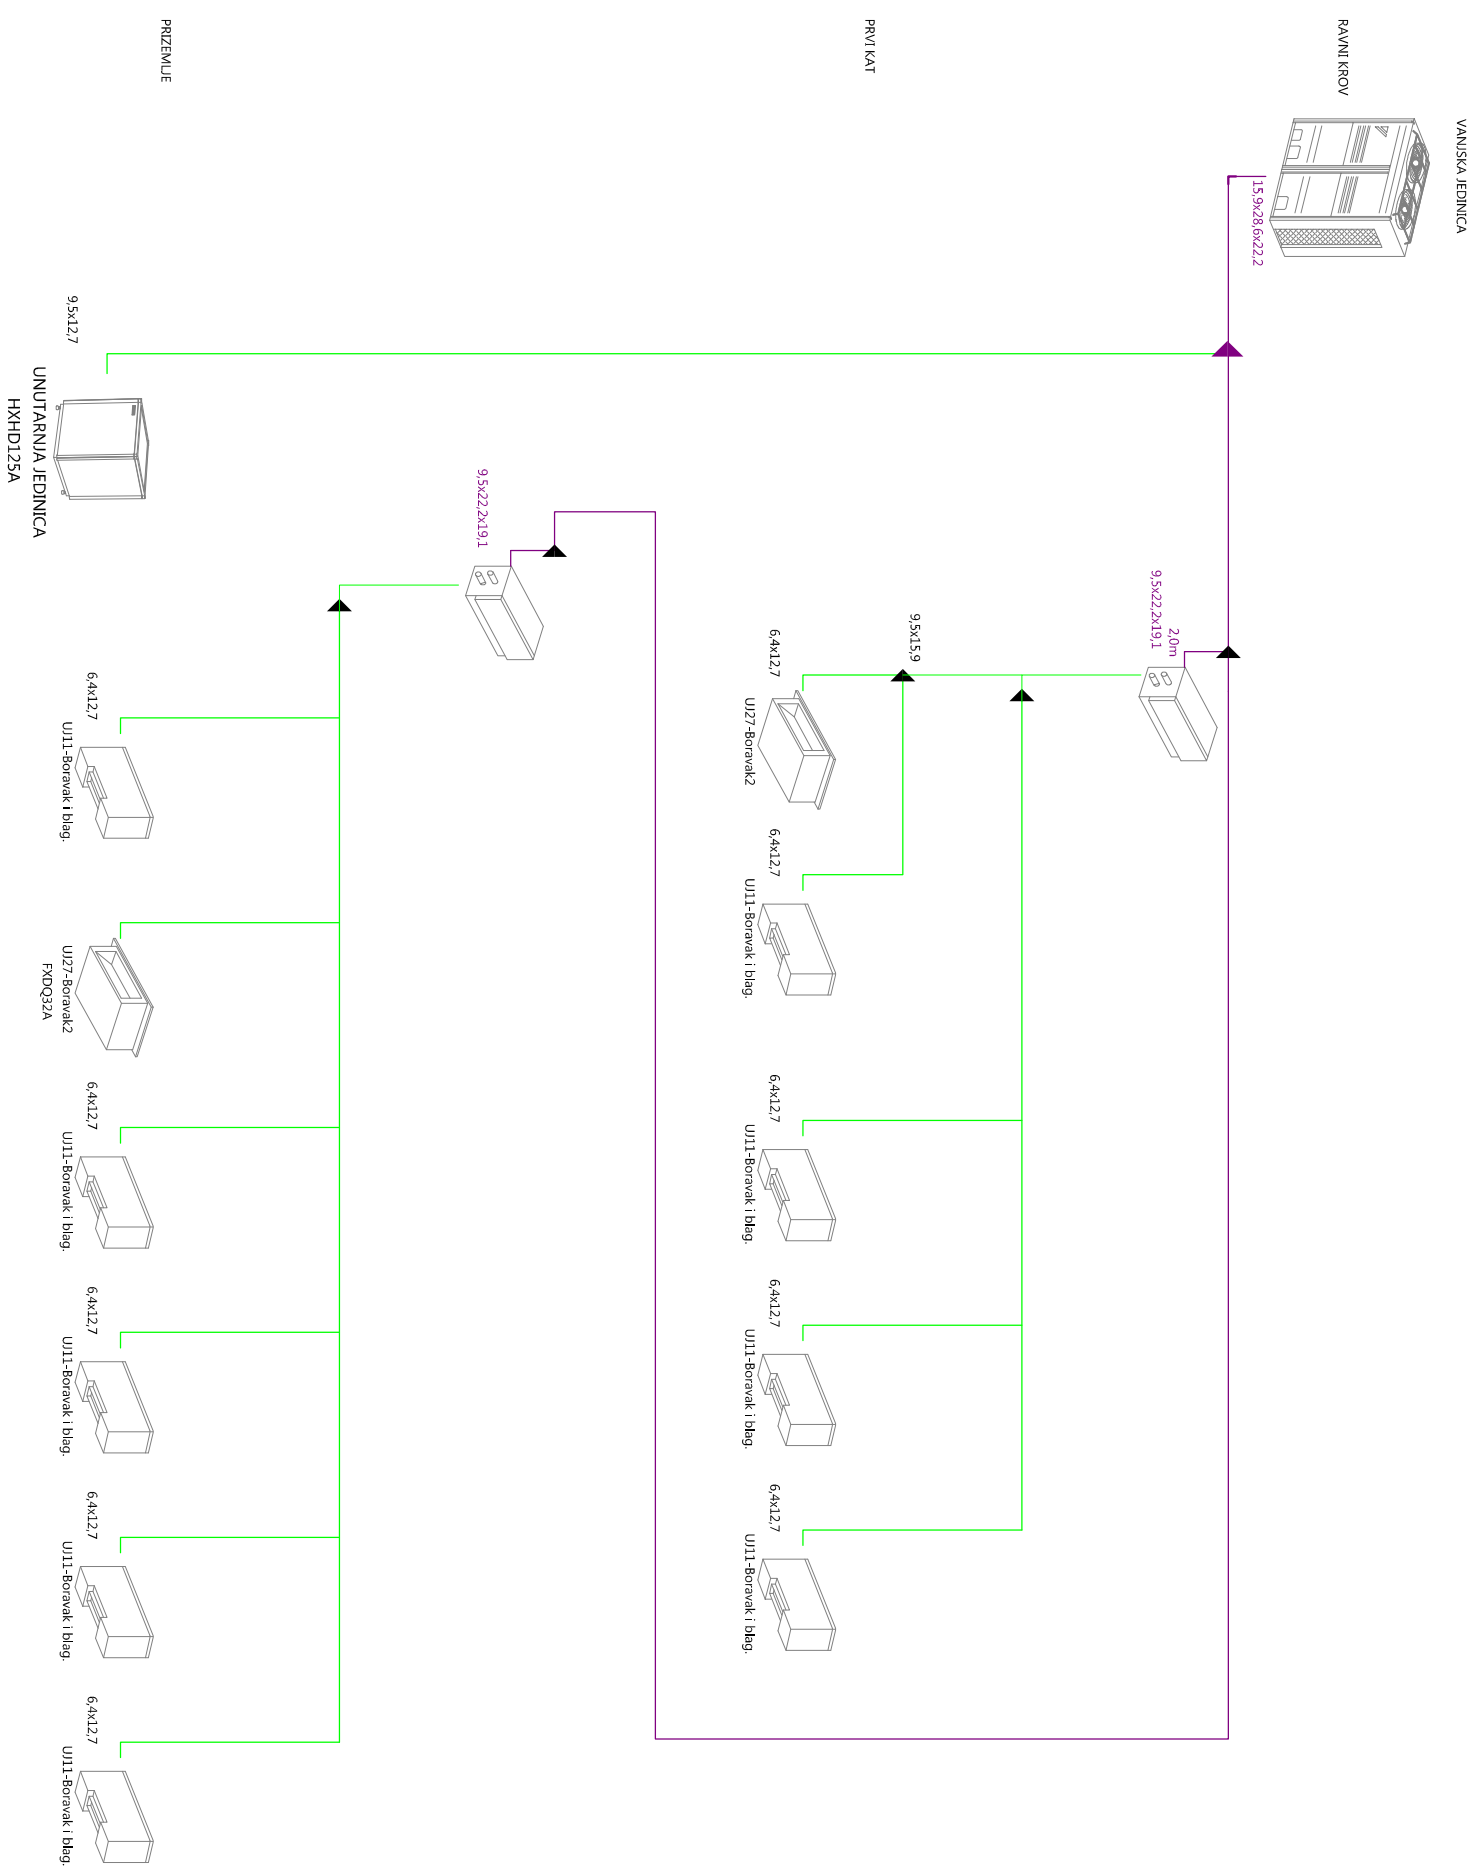 VANJSKA JEDINICA
RAVNI KROV
15,9x28,6x22,2
2,0m
9,5x22,2x19,1
PRVI KAT
9,5x15,9
6,4x12,7
UJ27-Boravak2
6,4x12,7
UJ11-Boravak i blag.
6,4x12,7
UJ11-Boravak i blag.
6,4x12,7
UJ11-Boravak i blag.
6,4x12,7
UJ11-Boravak i blag.
9,5x22,2x19,1
PRIZEMLJE
9,5x12,7
UNUTARNJA JEDINICA
HXHD125A
6,4x12,7
UJ11-Boravak i blag.
UJ27-Boravak2
FXDQ32A
6,4x12,7
UJ11-Boravak i blag.
6,4x12,7
UJ11-Boravak i blag.
6,4x12,7
UJ11-Boravak i blag.
6,4x12,7
UJ11-Boravak i blag.